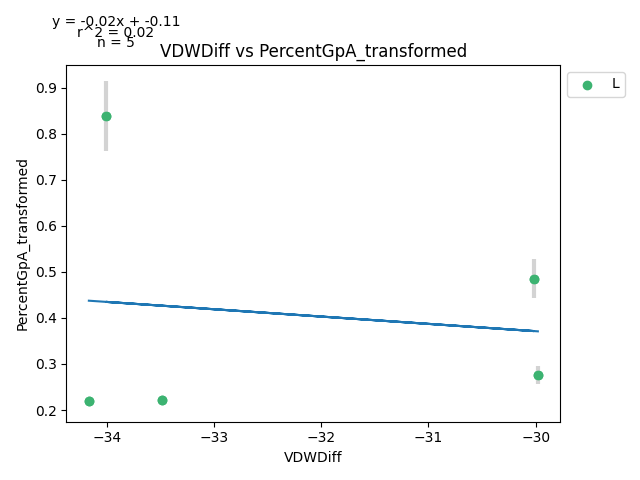 y = -0.02x + -0.11
r^2 = 0.02
n = 5
VDWDiff vs PercentGpA_transformed
L
PercentGpA_transformed
0.9
0.8
0.7
0.6
0.5
0.4
0.3
0.2
−34
−33
−32
−31
−30
VDWDiff